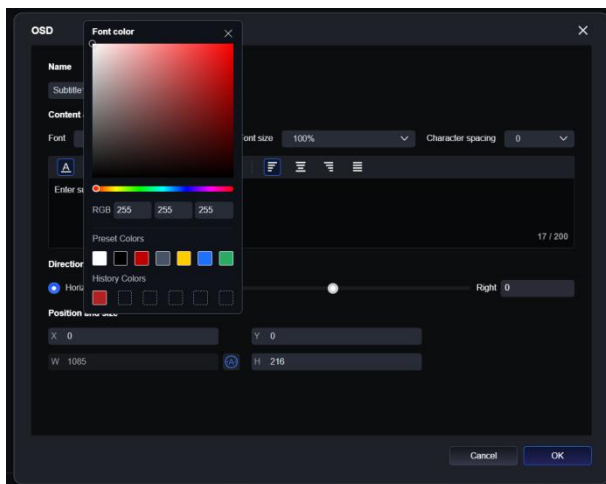 OSD
Font color
Name
Subtitle
Content
Font
Font size 100%
Character spacing 0
A
Enter su
17 / 200
RGB 255 255 255
Preset Colors
Direction
History Colors
Horiz
Right 0
Position and size
X 0
Y 0
W 1085
A
H 216
Cancel
OK